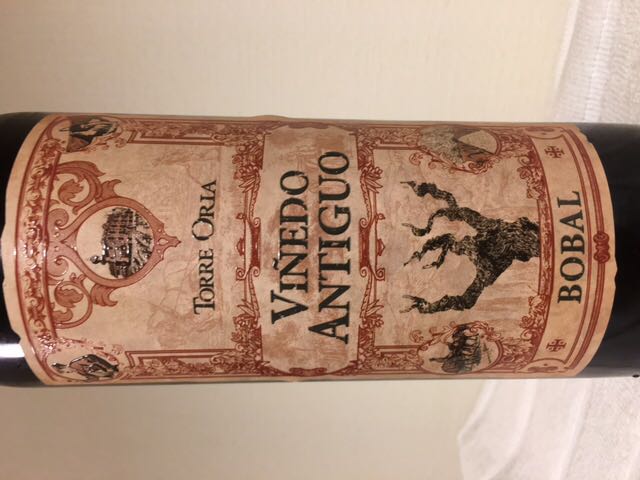 TORRE ORIA
VIÑEDO
ANTIGUO
BOBAL